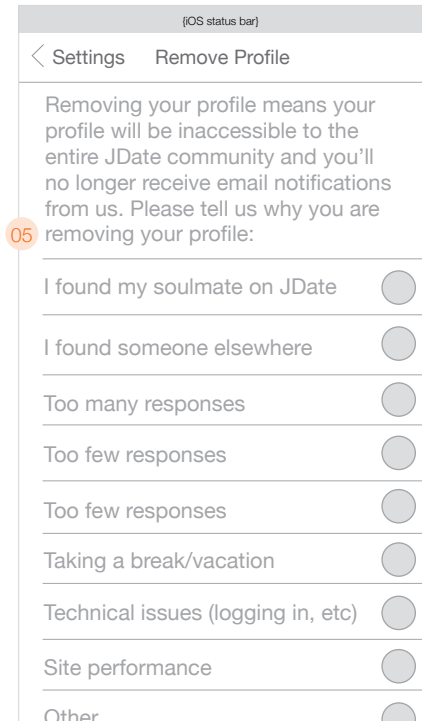 {iOS status bar}
Settings Remove Profile
Removing your profile means your
profile will be inaccessible to the
entire JDate community and you’ll
no longer receive email notifications
from us. Please tell us why you are
05 removing your profile:
I found my soulmate on JDate
I found someone elsewhere
Too many responses
Too few responses
Too few responses
Taking a break/vacation
Technical issues (logging in, etc)
Site performance
Other